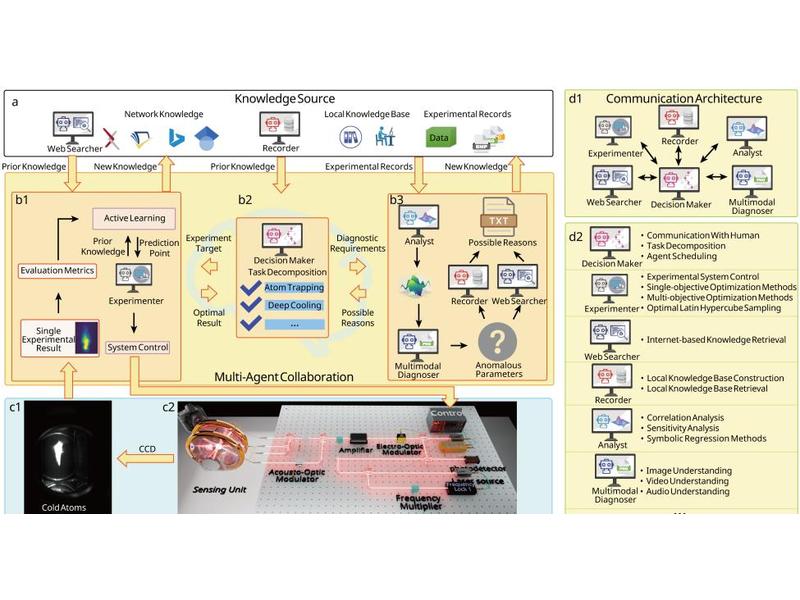 a
Knowledge Source
Network Knowledge
Local Knowledge Base
Experimental Records
Data
Web Searcher
Recorder
Prior Knowledge
New Knowledge
Prior Knowledge
Experimental Records
New Knowledge
b1
Active Learning
Prior
Knowledge
Prediction
Point
Evaluation Metrics
Experimenter
Single
Experimental
Result
System Control
b2
Experiment
Target
Optimal
Result
Decision Maker
Task Decomposition
Atom Trapping
Deep Cooling
...
Diagnostic
Requirements
Possible
Reasons
b3
Analyst
TXT
Possible Reasons
Recorder
Web Searcher
Multimodal
Diagnoser
?
Anomalous
Parameters
Multi-Agent Collaboration
c1
Cold Atoms
CCD
c2
Control
Amplifier
Electro-Optic
Modulator
Acousto-Optic
Modulator
Sensing Unit
photodetector
Laser source
Frequency
Lock 1
Frequency
Multiplier
d1
Communication Architecture
Experimenter
Recorder
Analyst
Web Searcher
Decision Maker
Multimodal
Diagnoser
d2
Decision Maker
• Communication With Human
• Task Decomposition
• Agent Scheduling
Experimenter
• Experimental System Control
• Single-objective Optimization Methods
• Multi-objective Optimization Methods
• Optimal Latin Hypercube Sampling
Web Searcher
• Internet-based Knowledge Retrieval
Recorder
• Local Knowledge Base Construction
• Local Knowledge Base Retrieval
Analyst
• Correlation Analysis
• Sensitivity Analysis
• Symbolic Regression Methods
Multimodal
Diagnoser
• Image Understanding
• Video Understanding
• Audio Understanding
...